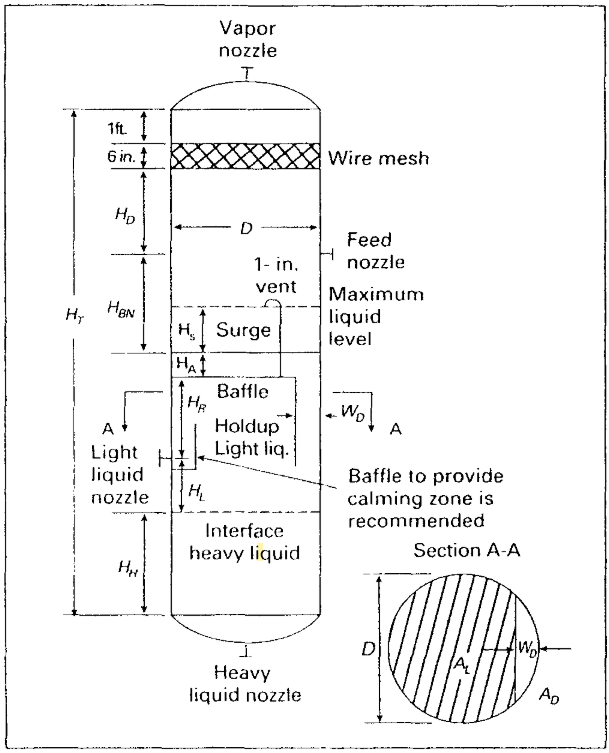 Vapor
nozzle
1ft.
6 in.
Wire mesh
H_D
D
Feed
nozzle
1- in.
vent
H_BN
Maximum
liquid
level
H_T
H_S
Surge
H_A
Baffle
H_R
W_D
A
A
Holdup
Light liq.
Light
liquid
nozzle
H_L
Baffle to provide
calming zone is
recommended
Interface
heavy liquid
H_H
Section A-A
D
A_L
W_D
A_D
Heavy
liquid nozzle